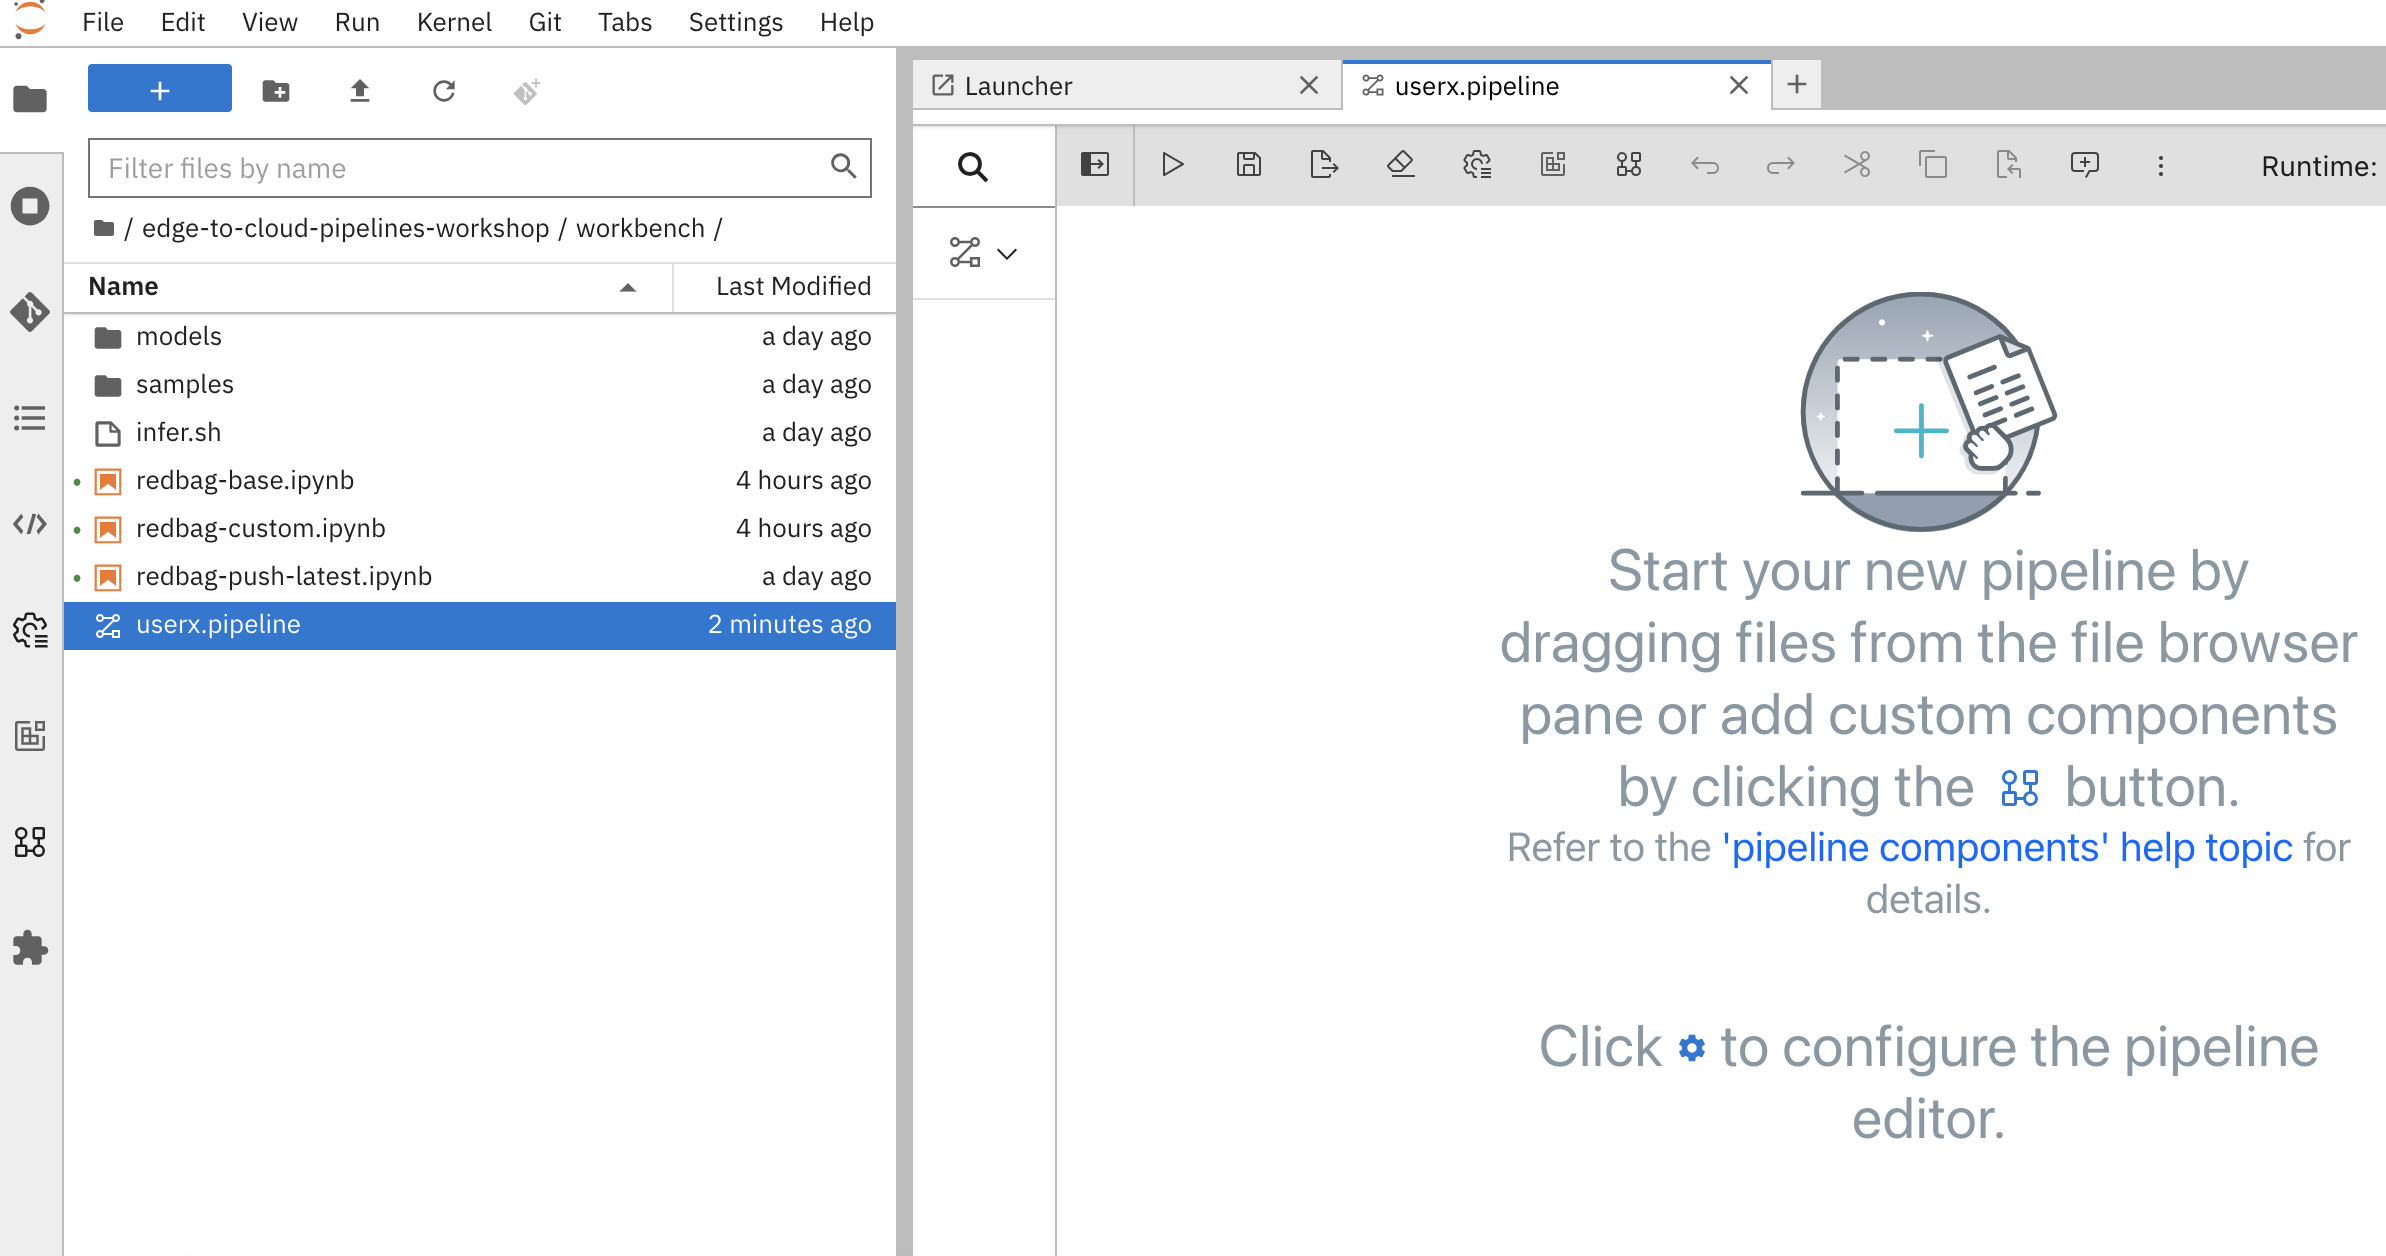 File Edit View Run Kernel Git Tabs Settings Help
Filter files by name
/ edge-to-cloud-pipelines-workshop / workbench /
Name Last Modified
models a day ago
samples a day ago
infer.sh a day ago
redbag-base.ipynb 4 hours ago
redbag-custom.ipynb 4 hours ago
redbag-push-latest.ipynb a day ago
userx.pipeline 2 minutes ago
Launcher
userx.pipeline
Runtime:
Start your new pipeline by
dragging files from the file browser
pane or add custom components
by clicking the button.
Refer to the 'pipeline components' help topic for
details.
Click to configure the pipeline
editor.